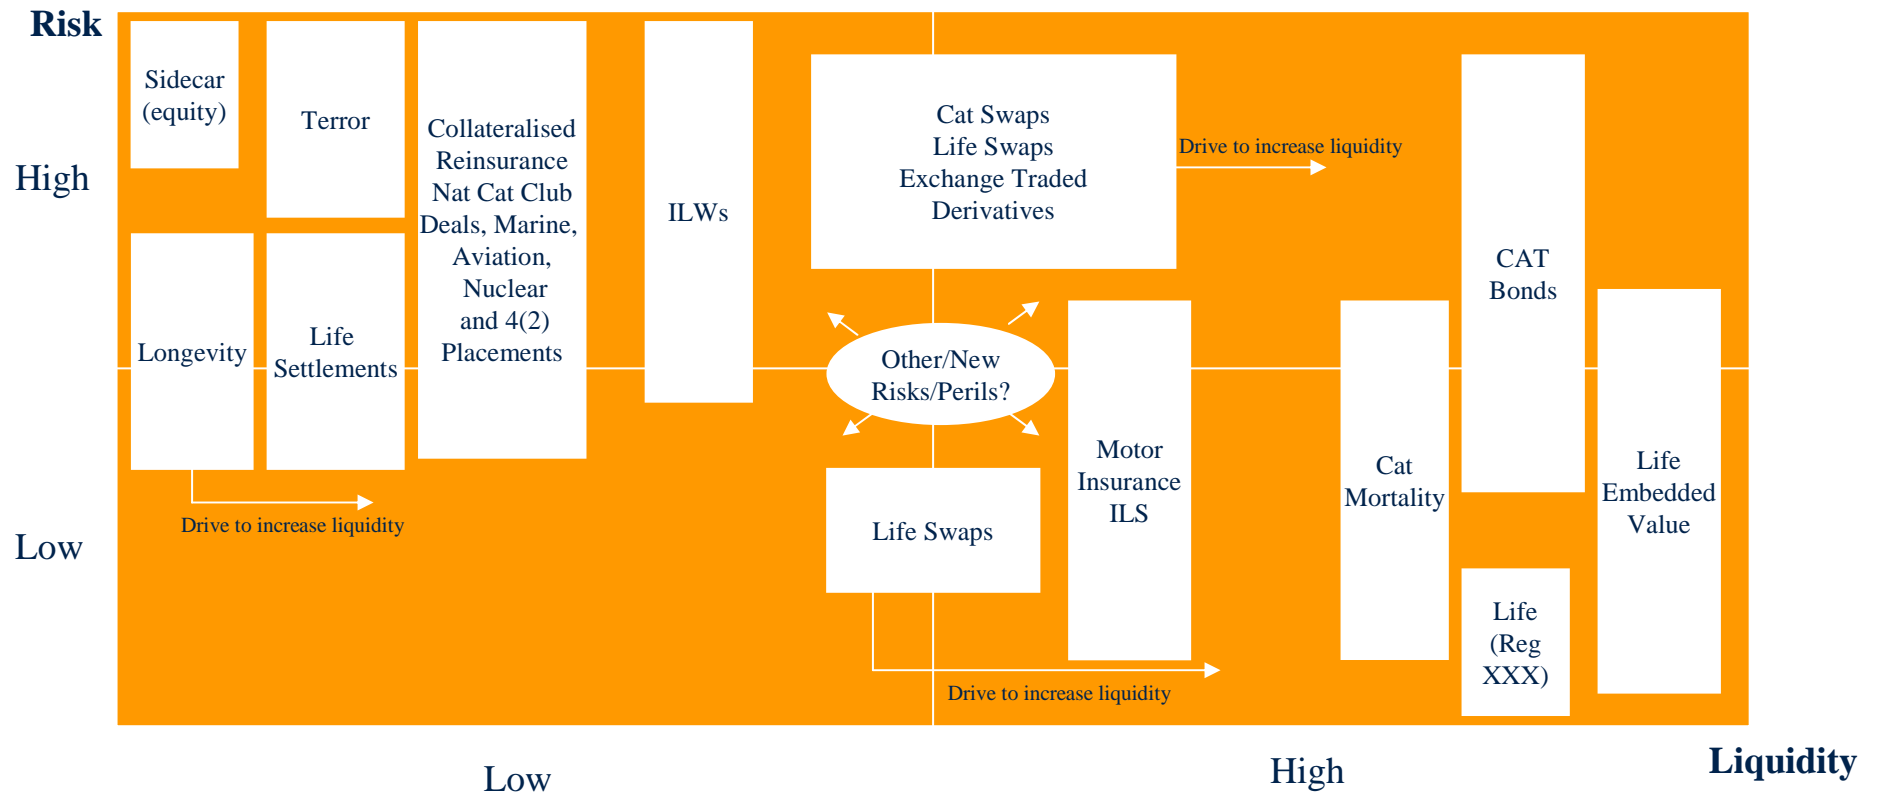 Risk
High
Low
Sidecar
(equity)
Terror
Collateralised
Reinsurance
Nat Cat Club
Deals, Marine,
Aviation,
Nuclear
and 4(2)
Placements
ILWs
Cat Swaps
Life Swaps
Exchange Traded
Derivatives
Drive to increase liquidity
CAT
Bonds
Longevity
Life
Settlements
Drive to increase liquidity
Other/New
Risks/Perils?
Life Swaps
Drive to increase liquidity
Motor
Insurance
ILS
Cat
Mortality
Life
Embedded
Value
Life
(Reg
XXX)
Low
High
Liquidity